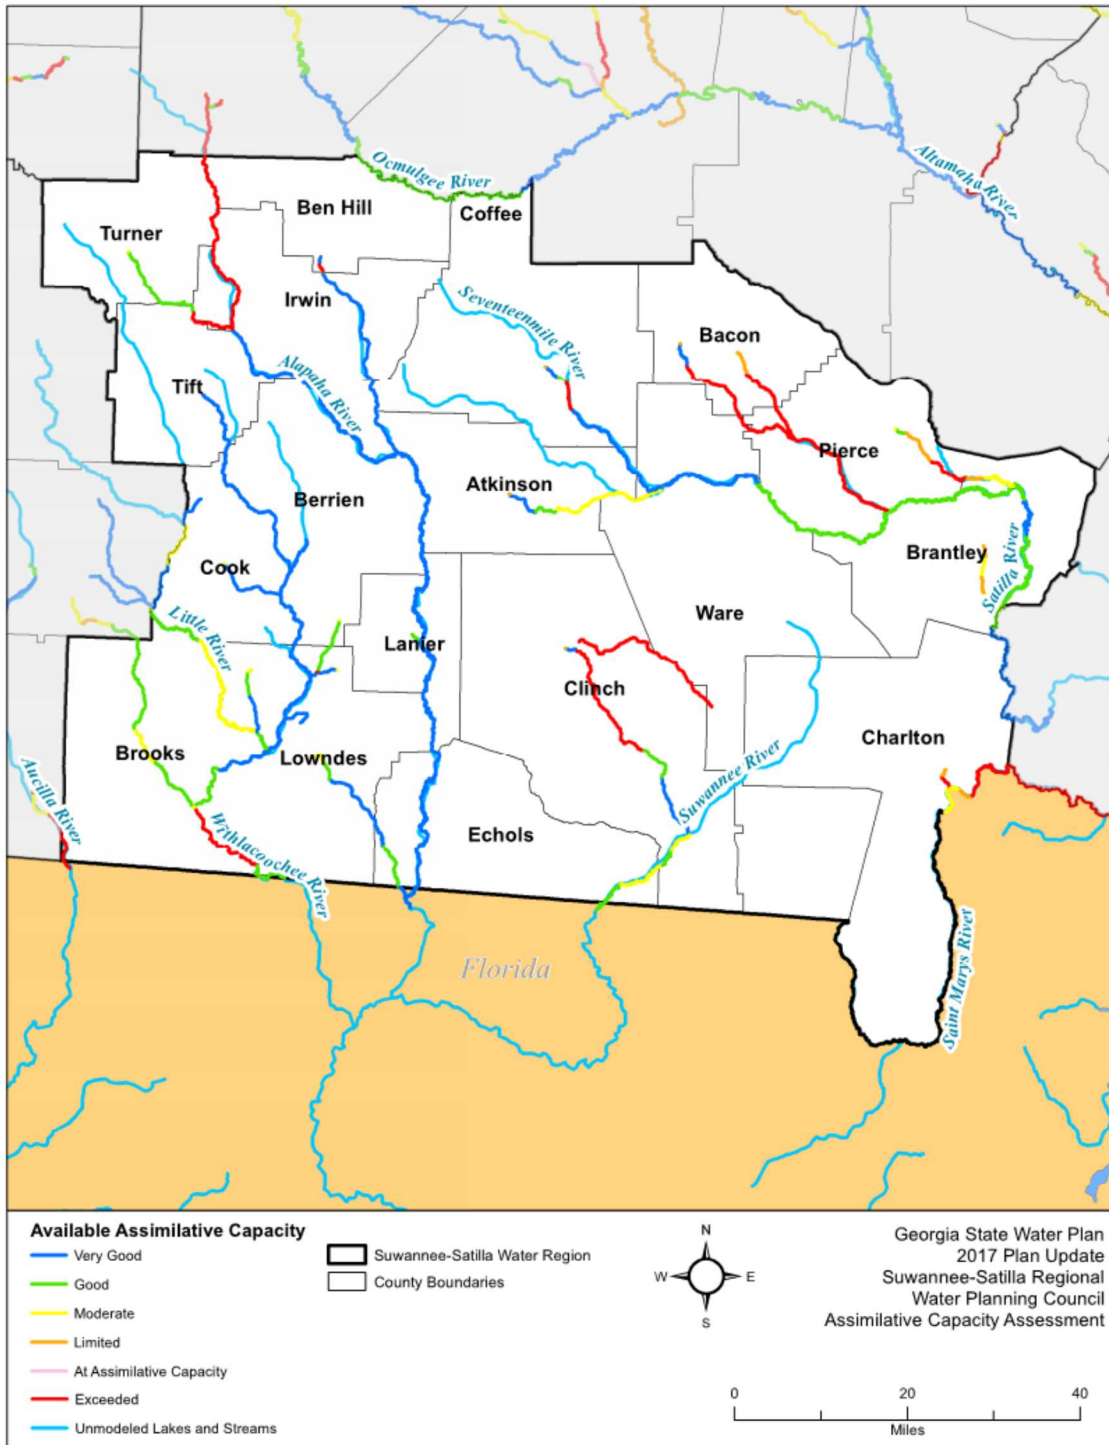 Ocmulgee River
Altamaha River
Ben Hill
Coffee
Turner
Irwin
Seventeenmile River
Bacon
Alapaha River
Tift
Pierce
Atkinson
Berrien
Brantley
Satilla River
Cook
Ware
Little River
Lanier
Clinch
Charlton
Brooks
Lowndes
Suwannee River
Aucilla River
Echols
Withlacoochee River
Saint Marys River
Florida
Available Assimilative Capacity
Very Good
Good
Moderate
Limited
At Assimilative Capacity
Exceeded
Unmodeled Lakes and Streams
Suwannee-Satilla Water Region
County Boundaries
N
W E
S
Georgia State Water Plan
2017 Plan Update
Suwannee-Satilla Regional
Water Planning Council
Assimilative Capacity Assessment
0 20 40
Miles